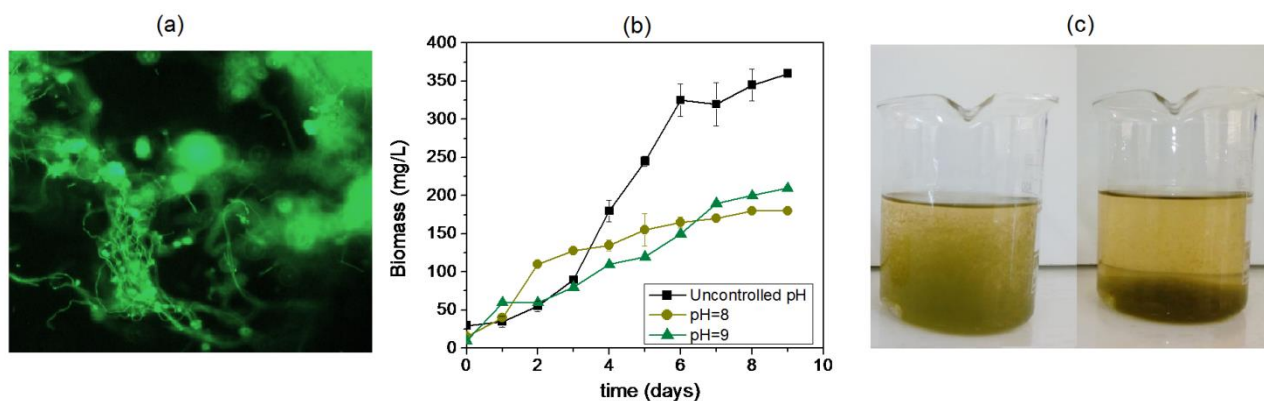 (a)
(b)
(c)
400
350
300
250
200
150
100
50
0
Biomass (mg/L)
Uncontrolled pH
pH=8
pH=9
0 2 4 6 8 10
time (days)